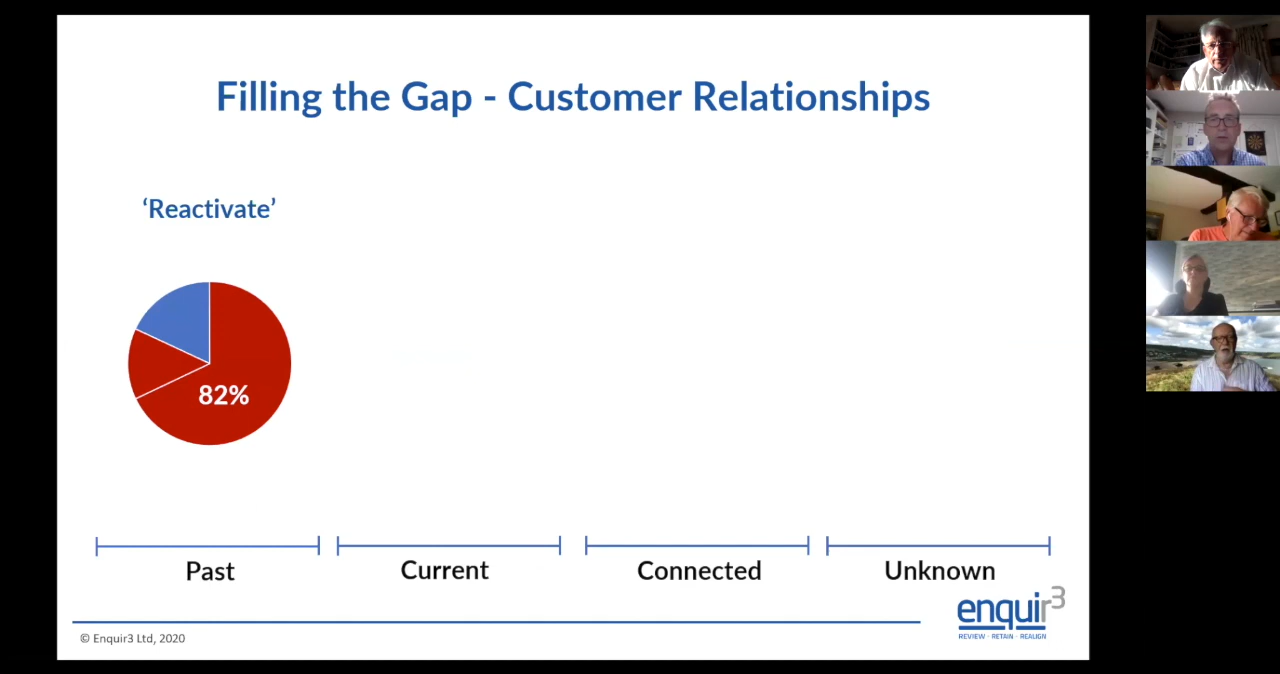 Filling the Gap - Customer Relationships
‘Reactivate’
82%
Past
Current
Connected
Unknown
© Enquir3 Ltd, 2020
enquir3
REVIEW · RETAIN · REALIGN